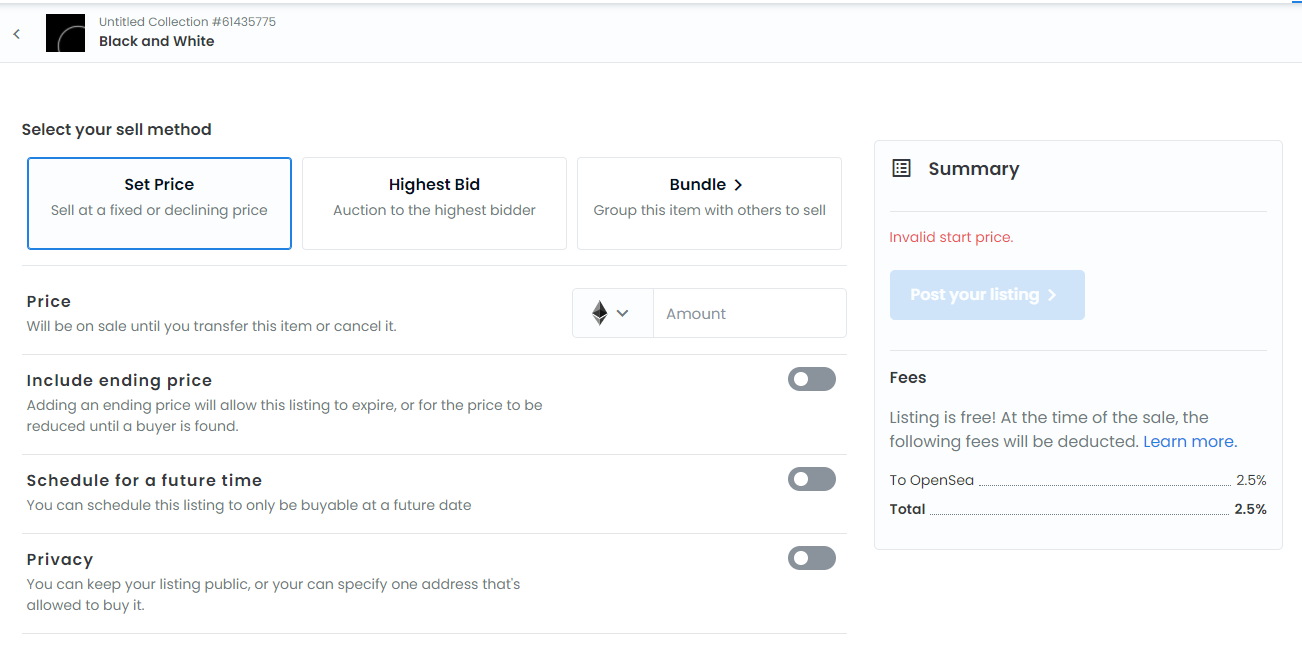 Untitled Collection #61435775
Black and White
Select your sell method
Set Price
Sell at a fixed or declining price
Highest Bid
Auction to the highest bidder
Bundle
Group this item with others to sell
Price
Will be on sale until you transfer this item or cancel it.
Amount
Include ending price
Adding an ending price will allow this listing to expire, or for the price to be
reduced until a buyer is found.
Schedule for a future time
You can schedule this listing to only be buyable at a future date
Privacy
You can keep your listing public, or your can specify one address that's
allowed to buy it.
Summary
Invalid start price.
Post your listing
Fees
Listing is free! At the time of the sale, the
following fees will be deducted. Learn more.
To OpenSea 2.5%
Total 2.5%